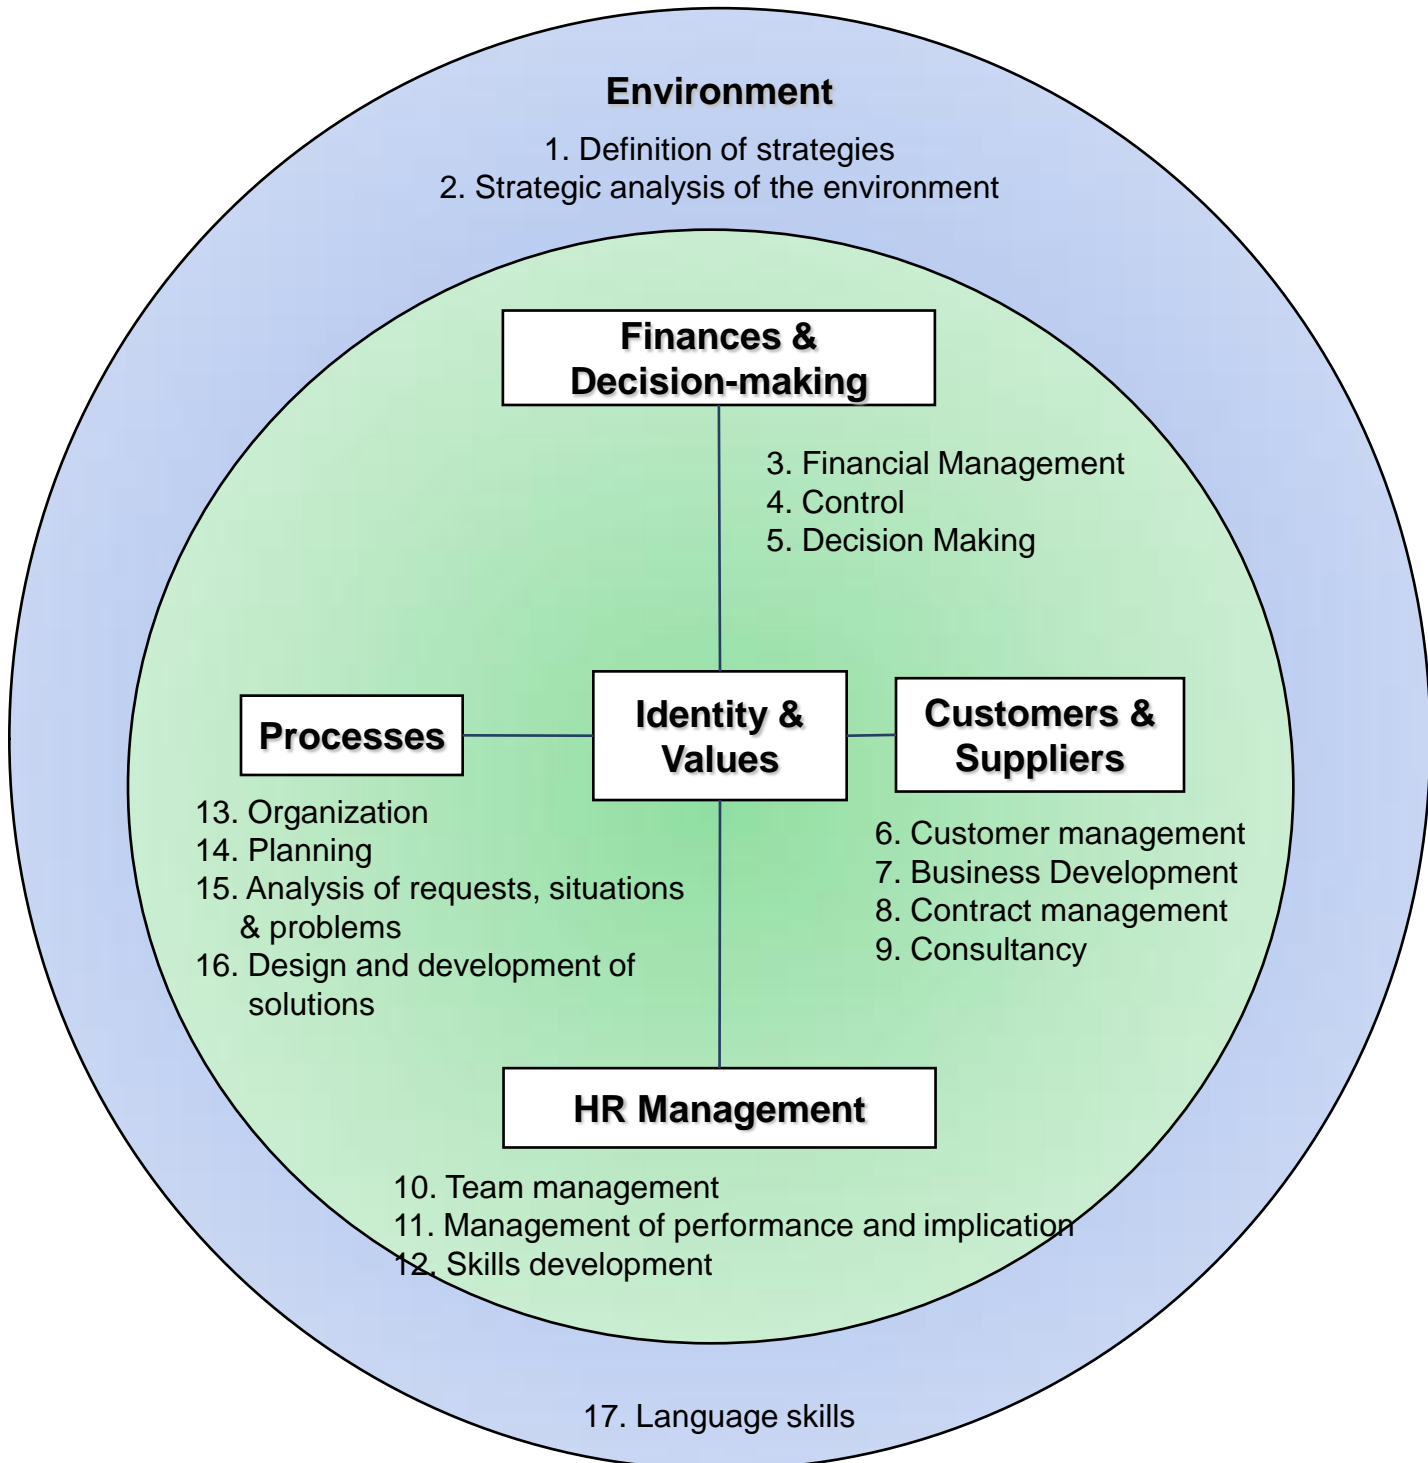 Environment
1. Definition of strategies
2. Strategic analysis of the environment
Finances &
Decision-making
3. Financial Management
4. Control
5. Decision Making
Processes
13. Organization
14. Planning
15. Analysis of requests, situations
& problems
16. Design and development of
solutions
Identity &
Values
Customers &
Suppliers
6. Customer management
7. Business Development
8. Contract management
9. Consultancy
HR Management
10. Team management
11. Management of performance and implication
12. Skills development
17. Language skills